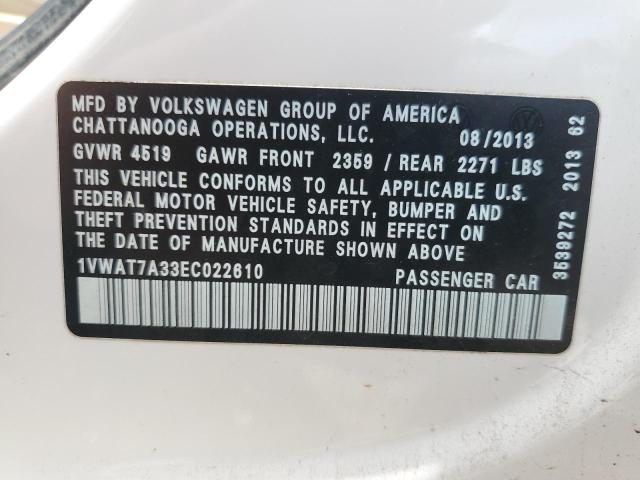 MFD BY VOLKSWAGEN GROUP OF AMERICA
CHATTANOOGA OPERATIONS, LLC. 08/2013
GVWR 4519 GAWR FRONT 2359 / REAR 2271 LBS
THIS VEHICLE CONFORMS TO ALL APPLICABLE U.S.
FEDERAL MOTOR VEHICLE SAFETY, BUMPER AND
THEFT PREVENTION STANDARDS IN EFFECT ON
THE DATE OF MANUFACTURE SHOWN ABOVE
1VWAT7A33EC022610 PASSENGER CAR
3539272 2013 62